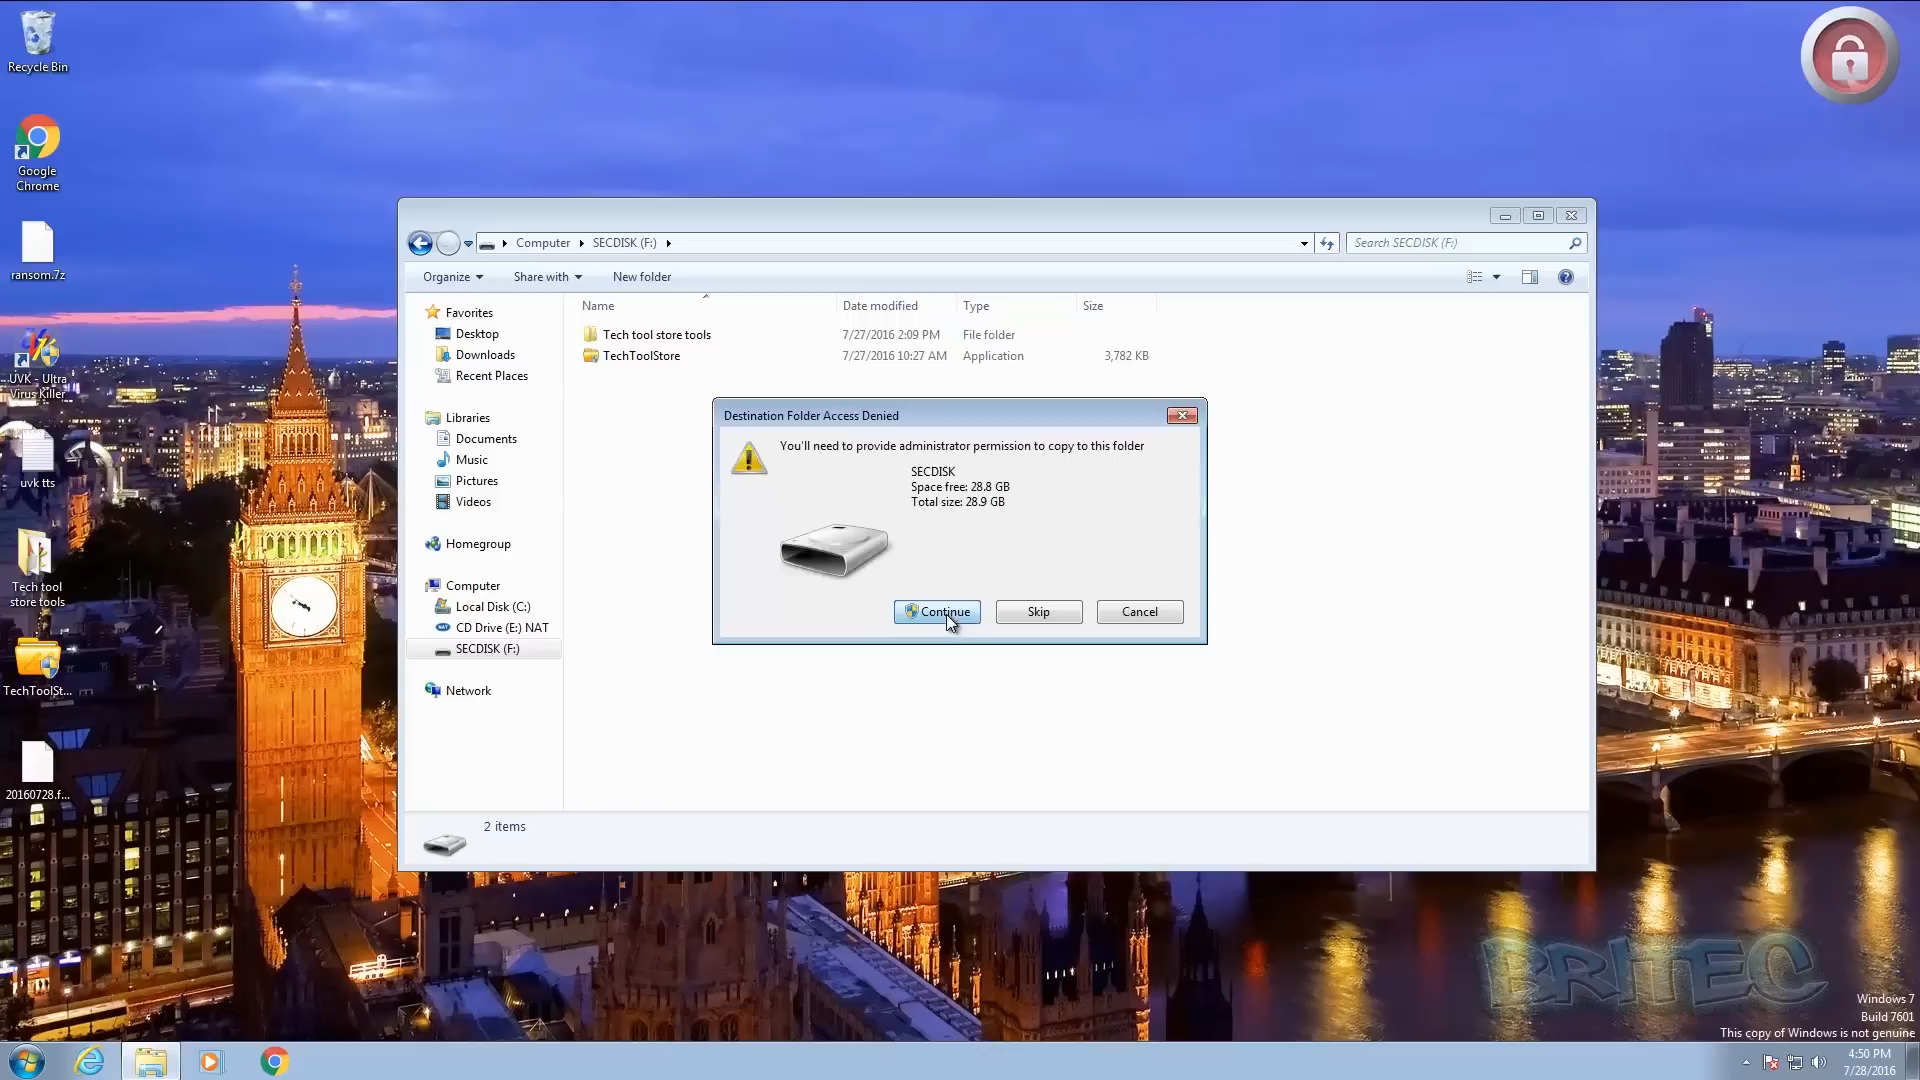 Recycle Bin
Google
Chrome
ransom.7z
UVK - Ultra
Virus Killer
uvk tts
Tech tool
store tools
TechToolSt...
20160728.f...
Computer
SECDISK (F:)
Search SECDISK (F:)
Organize
Share with
New folder
Favorites
Desktop
Downloads
Recent Places
Libraries
Documents
Music
Pictures
Videos
Homegroup
Computer
Local Disk (C:)
CD Drive (E:) NAT
SECDISK (F:)
Network
Name Date modified Type Size
Tech tool store tools 7/27/2016 2:09 PM File folder
TechToolStore 7/27/2016 10:27 AM Application 3,782 KB
Destination Folder Access Denied
You'll need to provide administrator permission to copy to this folder
SECDISK
Space free: 28.8 GB
Total size: 28.9 GB
Continue
Skip
Cancel
2 items
BRITEC
Windows 7
Build 7601
This copy of Windows is not genuine
4:50 PM
7/28/2016